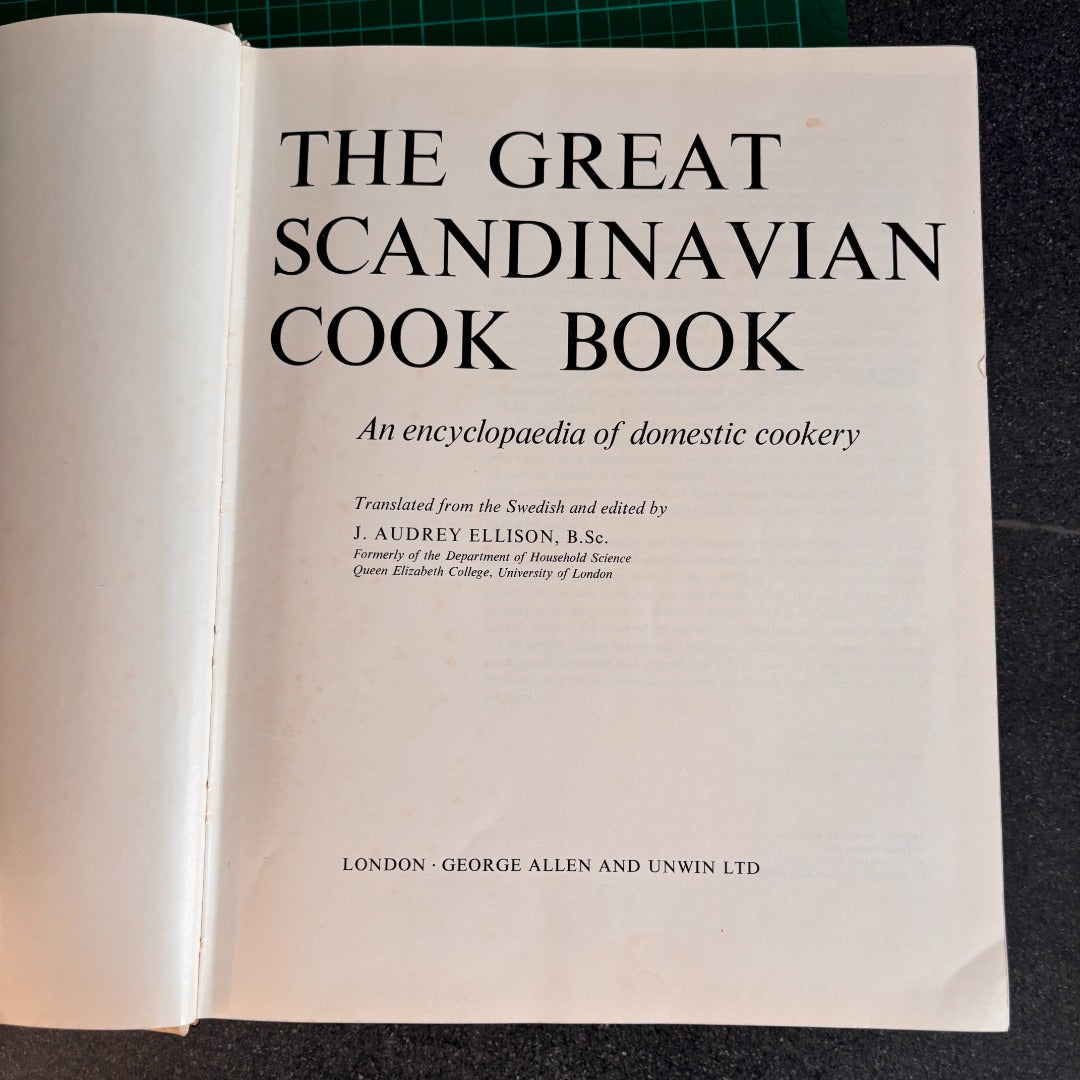 THE GREAT
SCANDINAVIAN
COOK BOOK
An encyclopaedia of domestic cookery
Translated from the Swedish and edited by
J. AUDREY ELLISON, B.Sc.
Formerly of the Department of Household Science
Queen Elizabeth College, University of London
LONDON · GEORGE ALLEN AND UNWIN LTD